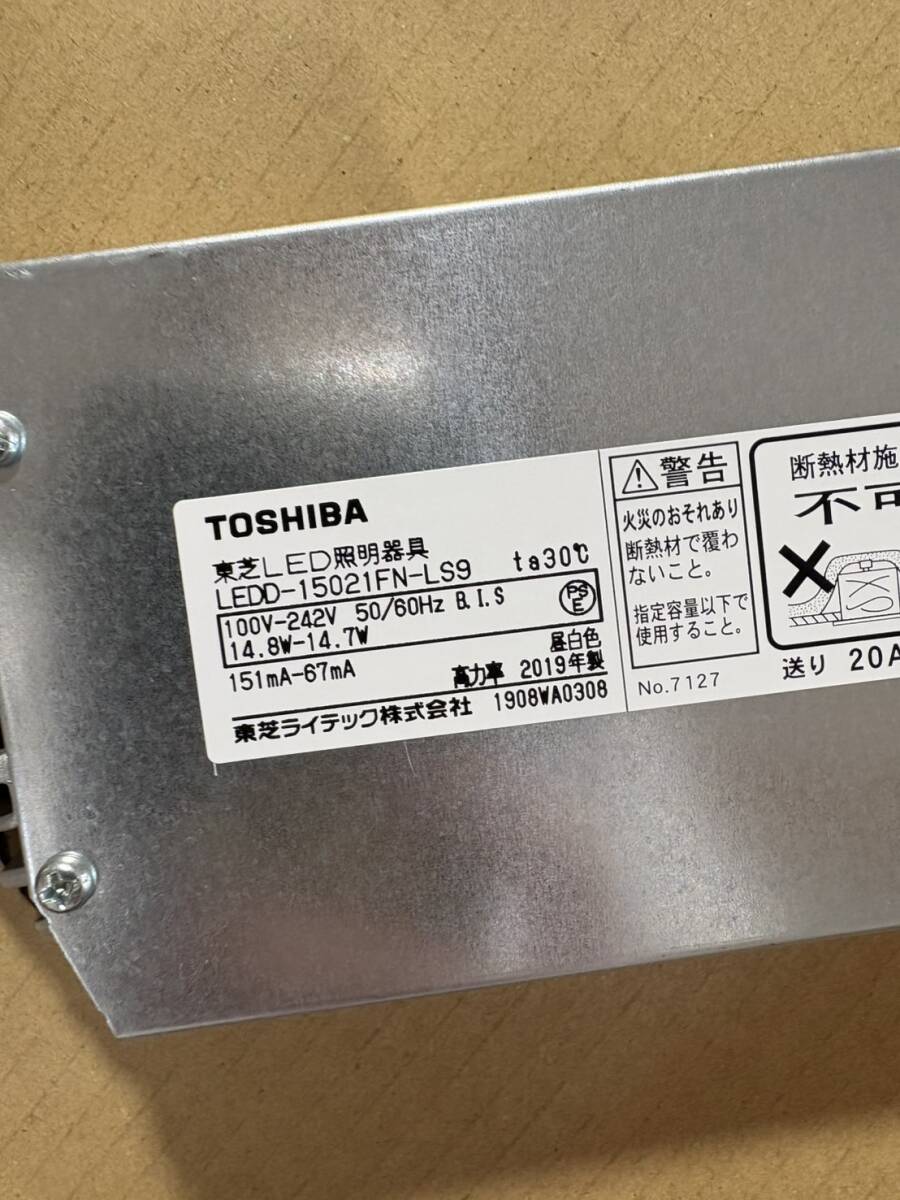 TOSHIBA
東芝LED照明器具
LEDD-15021FN-LS9 ta30℃
100V-242V 50/60Hz B.I.S
14.8W-14.7W
PS
E
昼白色
151mA-67mA 高力率 2019年製
東芝ライテック株式会社 1908WA0308
警告
火災のおそれあり
断熱材で覆わ
ないこと。
指定容量以下で
使用すること。
No.7127
断熱材施
不可
送り 20A